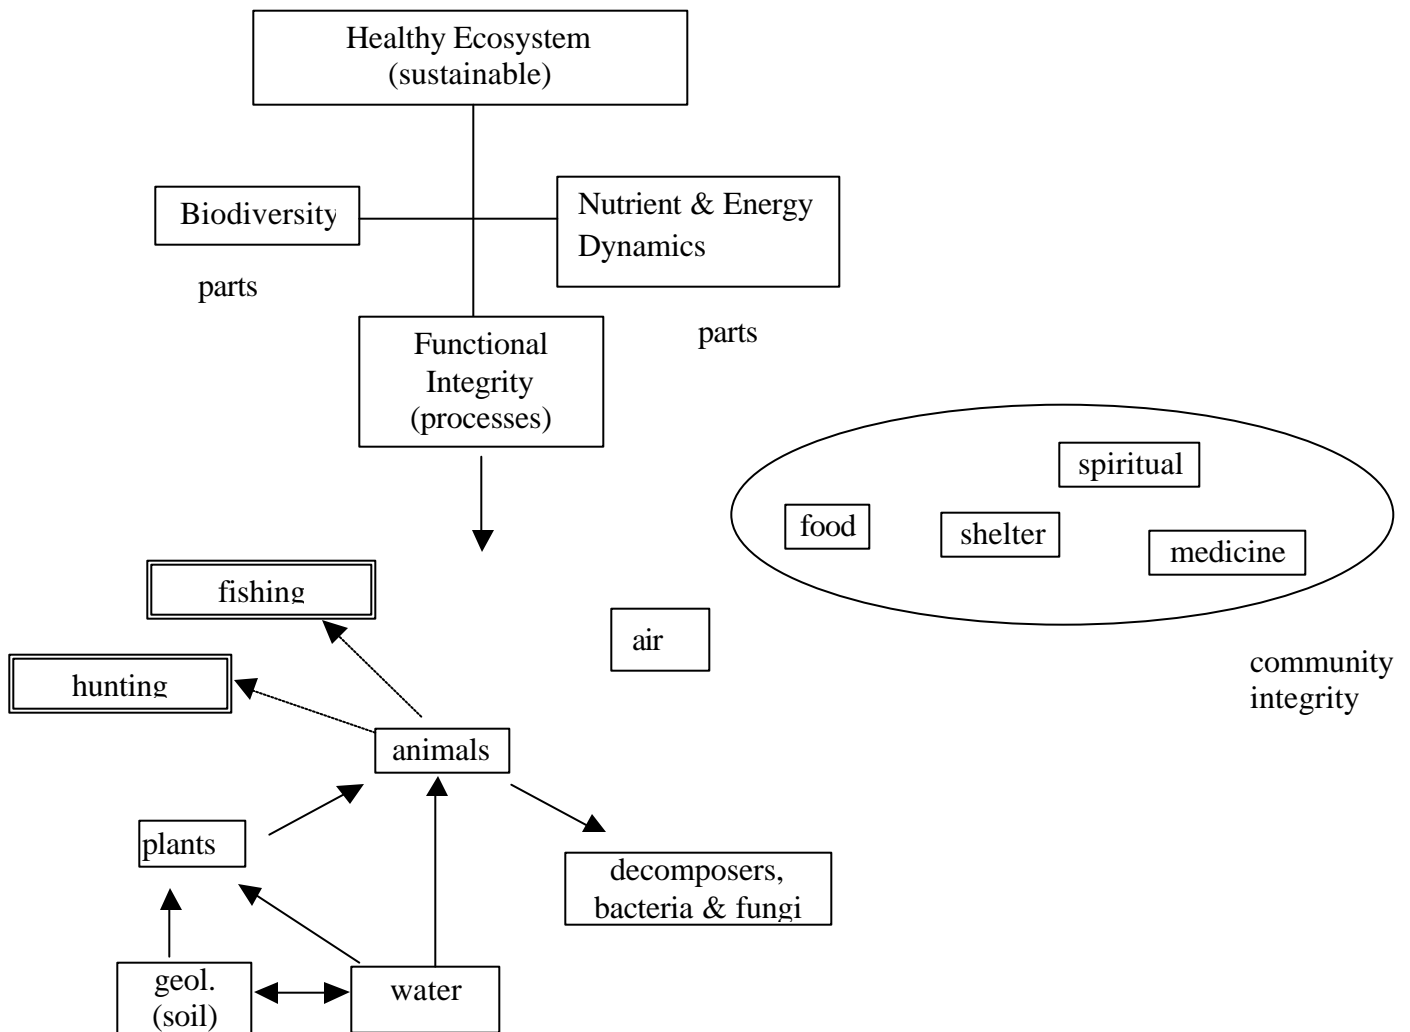 Healthy Ecosystem
(sustainable)
Biodiversity
Nutrient & Energy
Dynamics
parts
parts
Functional
Integrity
(processes)
spiritual
food
shelter
medicine
fishing
air
community
integrity
hunting
animals
plants
decomposers,
bacteria & fungi
geol.
(soil)
water